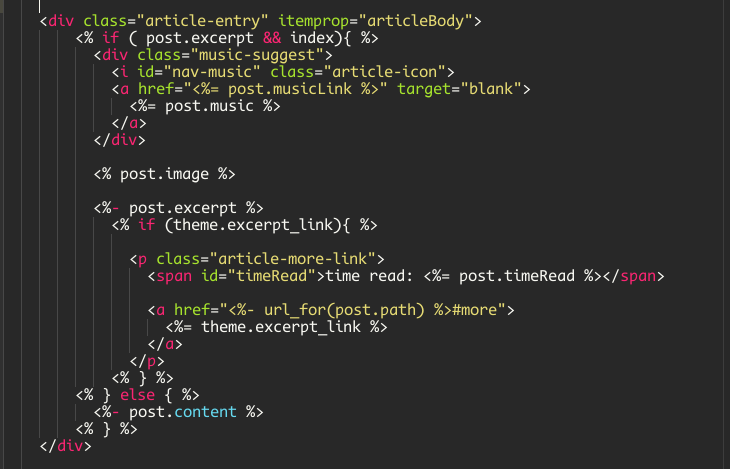 <div class="article-entry" itemprop="articleBody">
<% if ( post.excerpt && index){ %>
<div class="music-suggest">
<i id="nav-music" class="article-icon">
<a href="<%= post.musicLink %>" target="blank">
<%= post.music %>
</a>
</div>
<% post.image %>
<%- post.excerpt %>
<% if (theme.excerpt_link){ %>
<p class="article-more-link">
<span id="timeRead">time read: <%= post.timeRead %></span>
<a href="<%- url_for(post.path) %>#more">
<%= theme.excerpt_link %>
</a>
</p>
<% } %>
<% } else { %>
<%- post.content %>
<% } %>
</div>